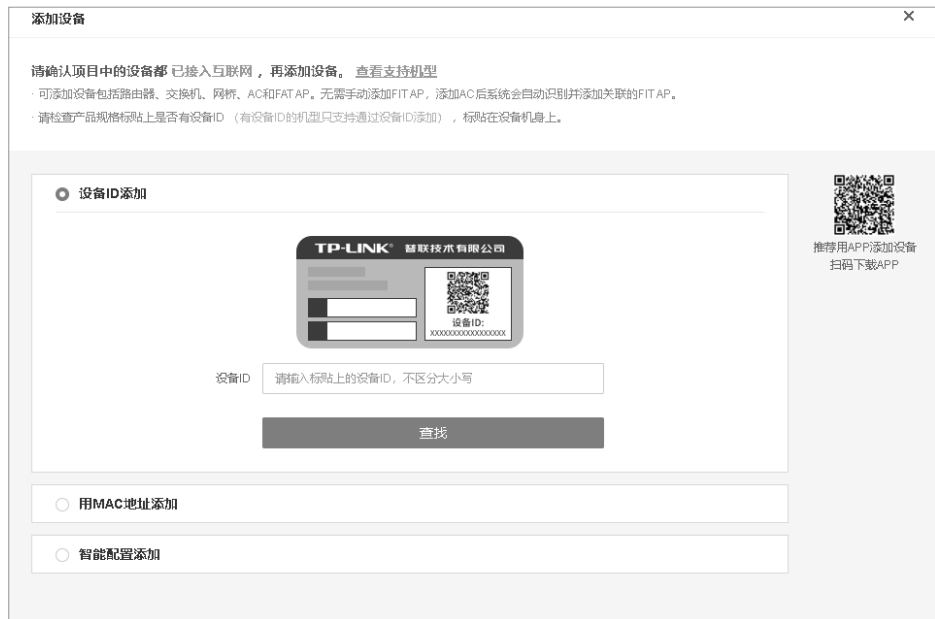 添加设备
请确认项目中的设备都 已接入互联网 ，再添加设备。 查看支持机型
· 可添加设备包括路由器、交换机、网桥、AC和FAT AP。无需手动添加FIT AP，添加AC后系统会自动识别并添加关联的FIT AP。
· 请检查产品规格标贴上是否有设备ID （有设备ID的机型只支持通过设备ID添加） ，标贴在设备机身上。
设备ID添加
TP-LINK® 普联技术有限公司
设备ID:
XXXXXXXXXXXXXXXXX
设备ID 请输入标贴上的设备ID，不区分大小写
查找
用MAC地址添加
智能配置添加
推荐用APP添加设备
扫码下载APP